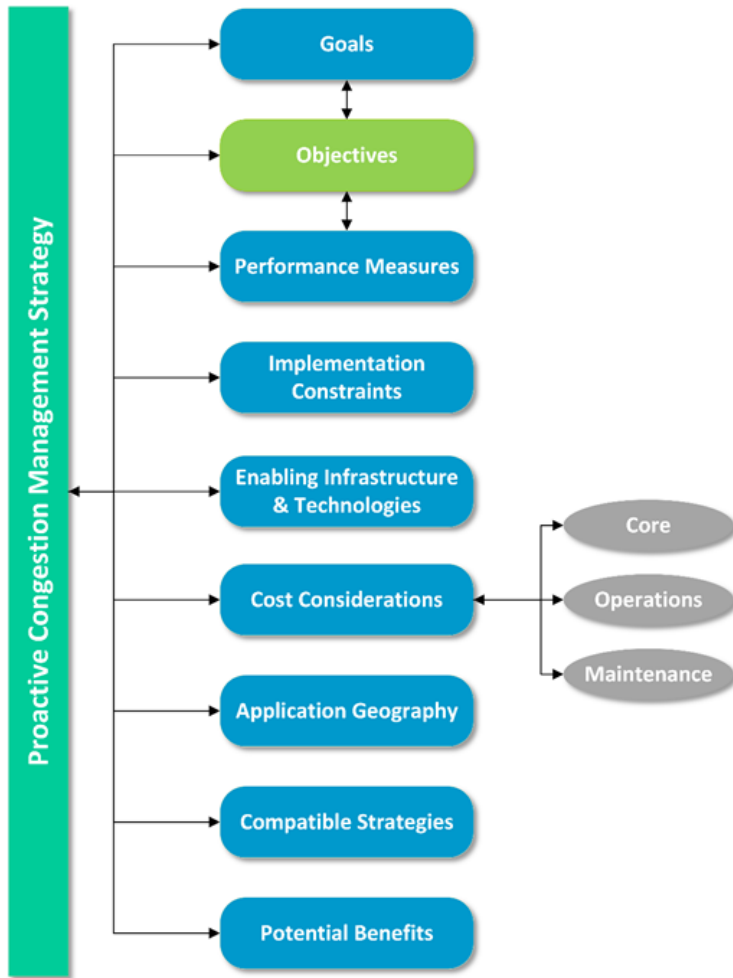 Proactive Congestion Management Strategy
Goals
Objectives
Performance Measures
Implementation
Constraints
Enabling Infrastructure
& Technologies
Cost Considerations
Core
Operations
Maintenance
Application Geography
Compatible Strategies
Potential Benefits